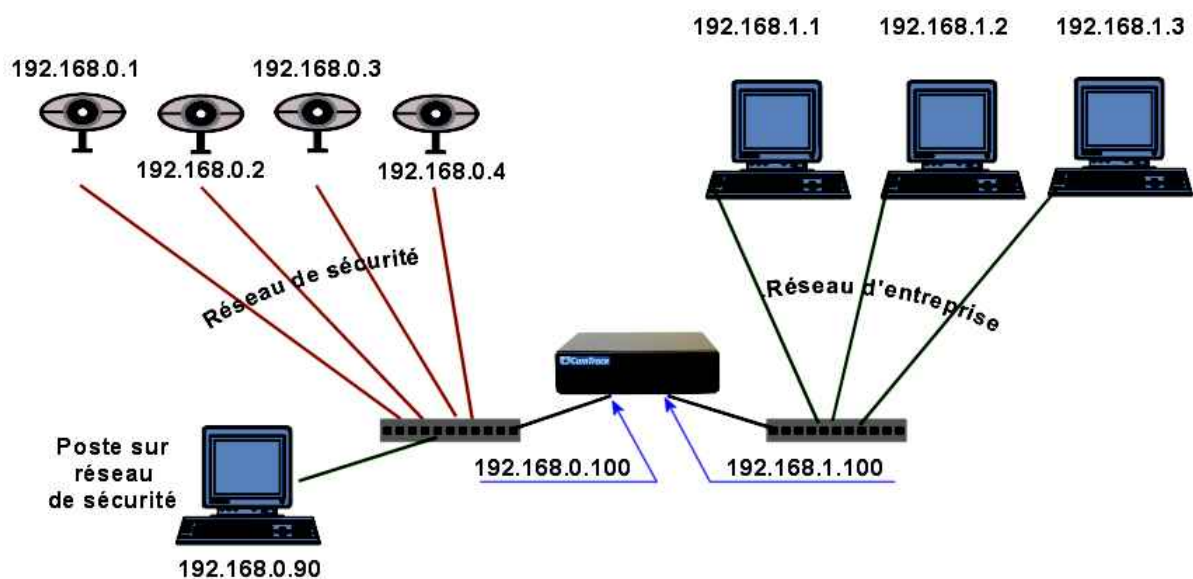 192.168.0.1
192.168.0.2
192.168.0.3
192.168.0.4
192.168.1.1
192.168.1.2
192.168.1.3
Réseau de sécurité
Réseau d'entreprise
CamTrace
192.168.0.100
192.168.1.100
Poste sur
réseau
de sécurité
192.168.0.90